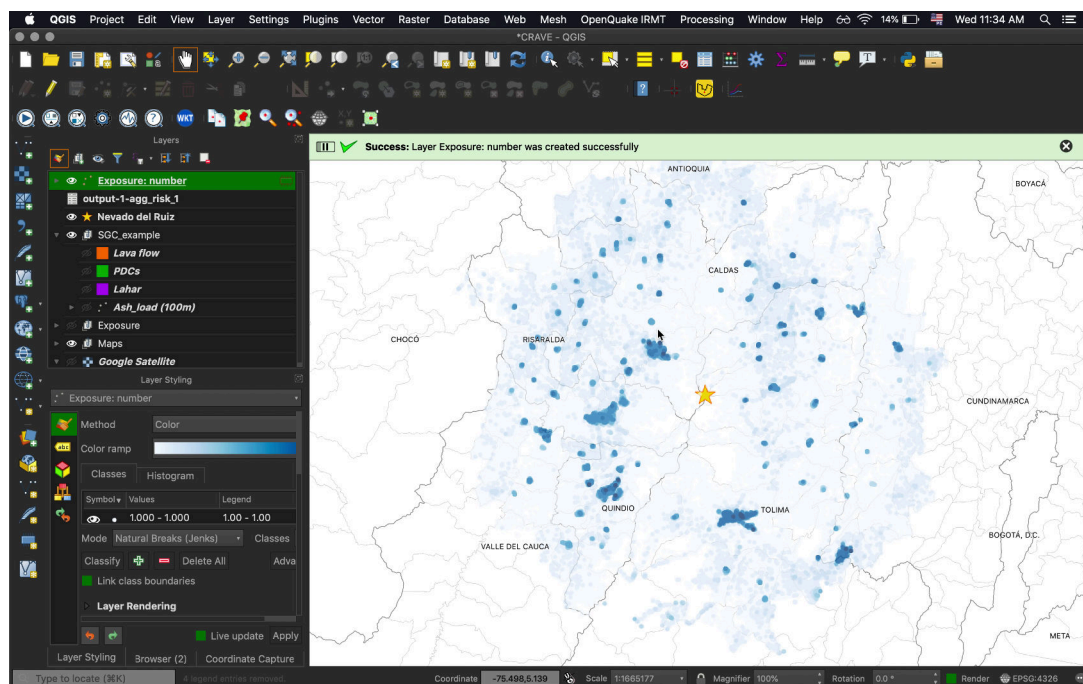 QGIS Project Edit View Layer Settings Plugins Vector Raster Database Web Mesh OpenQuake IRMT Processing Window Help 14% Wed 11:34 AM
*CRAVE - QGIS
WKT
Layers
Success: Layer Exposure: number was created successfully
Exposure: number
output-1-agg_risk_1
Nevado del Ruiz
SGC_example
Lava flow
PDCs
Lahar
Ash_load (100m)
Exposure
Maps
Google Satellite
Layer Styling
Exposure: number
Method Color
Color ramp
abc
Classes Histogram
Symbol Values Legend
1.000 - 1.000 1.00 - 1.00
Mode Natural Breaks (Jenks) Classes
Classify Delete All Adva
Link class boundaries
Layer Rendering
Live update Apply
Layer Styling Browser (2) Coordinate Capture
ANTIOQUIA
BOYACÁ
CALDAS
CHOCÓ
RISARALDA
CUNDINAMARCA
QUINDIO
TOLIMA
BOGOTÁ, D.C.
VALLE DEL CAUCA
META
Type to locate (⌘K) 4 legend entries removed. Coordinate -75.498,5.139 Scale 1:1665177 Magnifier 100% Rotation 0.0 ° Render EPSG:4326